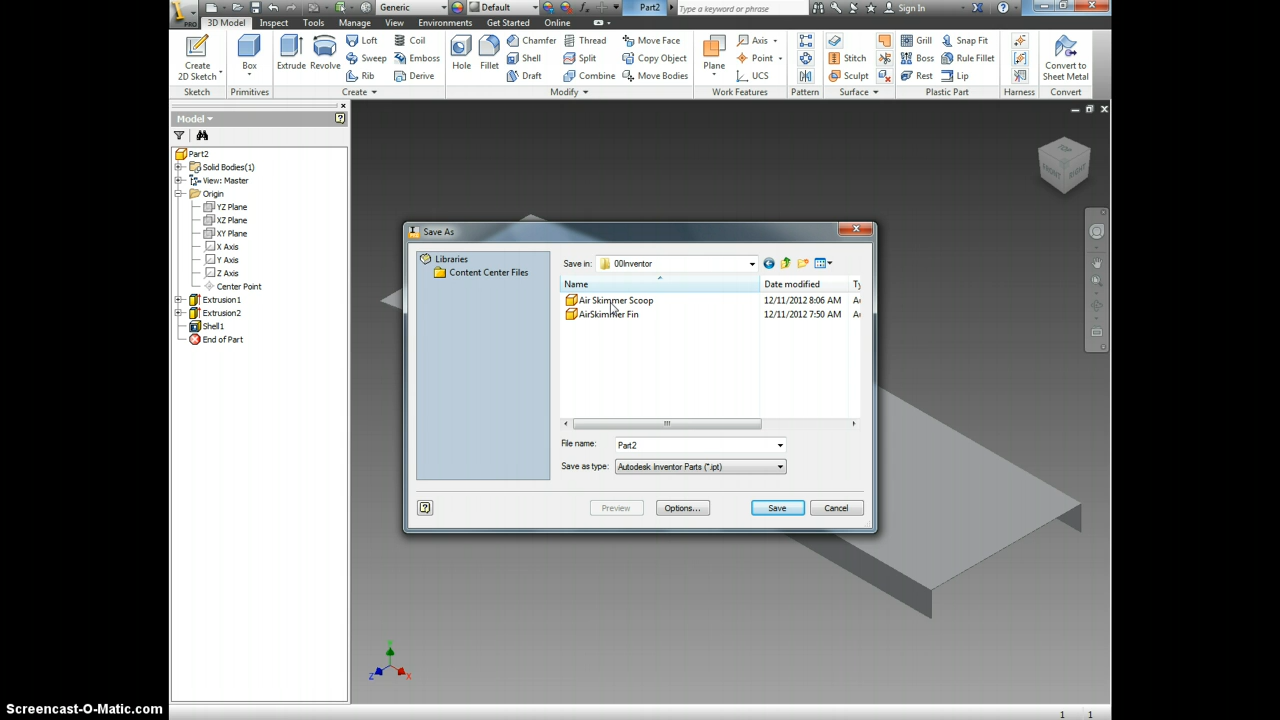 PRO
Generic
Default
Part2
Type a keyword or phrase
Sign In
3D Model
Inspect
Tools
Manage
View
Environments
Get Started
Online
Create
2D Sketch
Sketch
Box
Primitives
Extrude
Revolve
Loft
Sweep
Rib
Coil
Emboss
Derive
Create
Hole
Fillet
Chamfer
Shell
Draft
Thread
Split
Combine
Move Face
Copy Object
Move Bodies
Modify
Plane
Axis
Point
UCS
Work Features
Pattern
Stitch
Sculpt
Surface
Grill
Boss
Rest
Snap Fit
Rule Fillet
Lip
Plastic Part
Harness
Convert to
Sheet Metal
Convert
Model
Part2
Solid Bodies(1)
View: Master
Origin
YZ Plane
XZ Plane
XY Plane
X Axis
Y Axis
Z Axis
Center Point
Extrusion1
Extrusion2
Shell1
End of Part
FRONT
RIGHT
Save As
Libraries
Content Center Files
Save in:
00Inventor
Name
Date modified
Ty
Air Skimmer Scoop
12/11/2012 8:06 AM
Au
AirSkimmer Fin
12/11/2012 7:50 AM
Au
File name:
Part2
Save as type:
Autodesk Inventor Parts (*.ipt)
Preview
Options...
Save
Cancel
Y
Z
X
1
1
Screencast-O-Matic.com